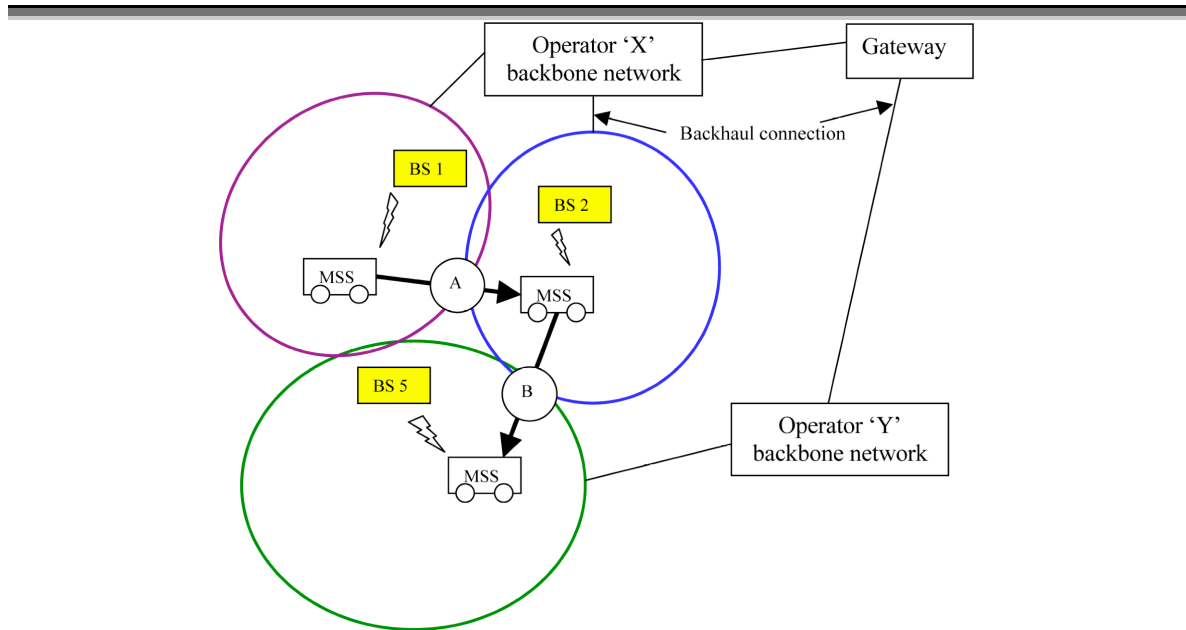 Operator ‘X’
backbone network
Gateway
Backhaul connection
BS 1
BS 2
MSS
A
MSS
BS 5
B
MSS
Operator ‘Y’
backbone network